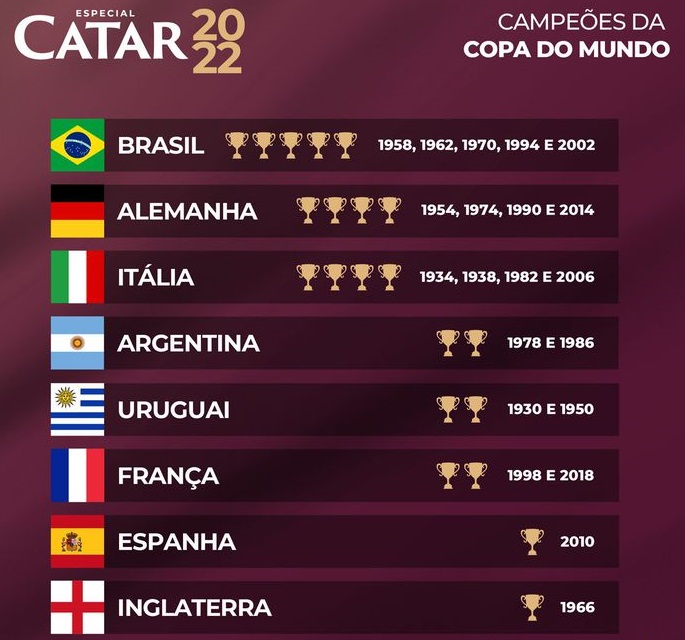 ESPECIAL
CATAR 2022
CAMPEÕES DA
COPA DO MUNDO
BRASIL 1958, 1962, 1970, 1994 E 2002
ALEMANHA 1954, 1974, 1990 E 2014
ITÁLIA 1934, 1938, 1982 E 2006
ARGENTINA 1978 E 1986
URUGUAI 1930 E 1950
FRANÇA 1998 E 2018
ESPANHA 2010
INGLATERRA 1966